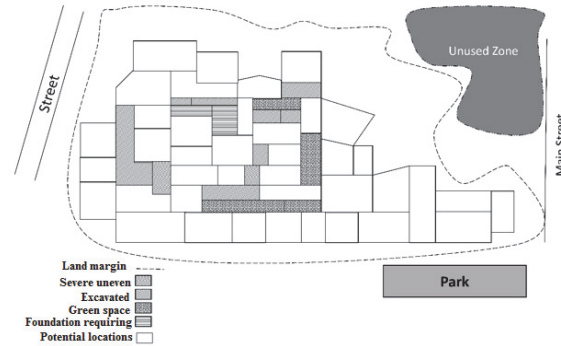 Unused Zone
Street
Main Street
Land margin
Severe uneven
Excavated
Green space
Foundation requiring
Potential locations
Park